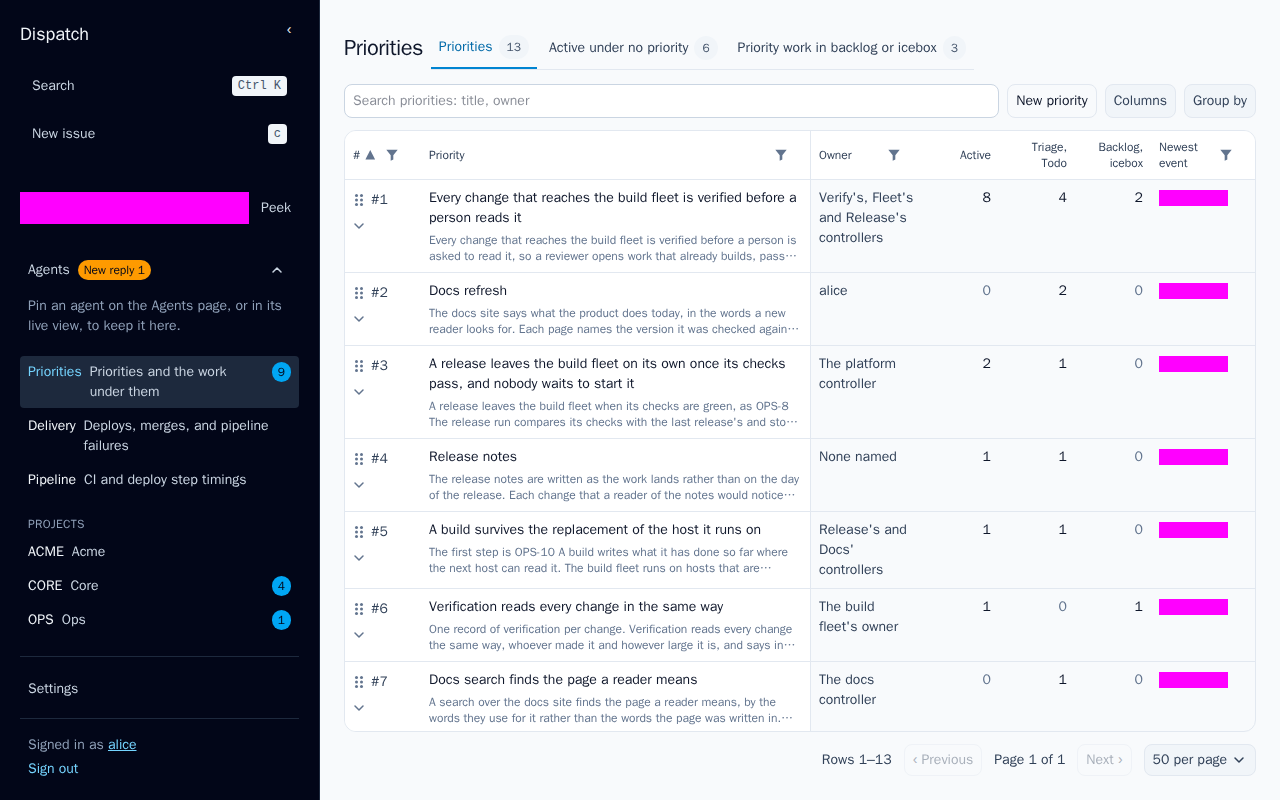 Dispatch
‹
Search
Ctrl K
New issue
C
Peek
Agents
New reply 1
Pin an agent on the Agents page, or in its
live view, to keep it here.
Priorities
Priorities and the work
under them
9
Delivery
Deploys, merges, and pipeline
failures
Pipeline
CI and deploy step timings
PROJECTS
ACME Acme
CORE Core
4
OPS Ops
1
Settings
Signed in as alice
Sign out
Priorities
Priorities 13
Active under no priority 6
Priority work in backlog or icebox 3
Search priorities: title, owner
New priority
Columns
Group by
# ▲
Priority
Owner
Active
Triage,
Todo
Backlog,
icebox
Newest
event
#1
Every change that reaches the build fleet is verified before a
person reads it
Every change that reaches the build fleet is verified before a person is
asked to read it, so a reviewer opens work that already builds, pass…
Verify's, Fleet's
and Release's
controllers
8
4
2
#2
Docs refresh
The docs site says what the product does today, in the words a new
reader looks for. Each page names the version it was checked again…
alice
0
2
0
#3
A release leaves the build fleet on its own once its checks
pass, and nobody waits to start it
A release leaves the build fleet when its checks are green, as OPS-8
The release run compares its checks with the last release's and sto…
The platform
controller
2
1
0
#4
Release notes
The release notes are written as the work lands rather than on the day
of the release. Each change that a reader of the notes would notice…
None named
1
1
0
#5
A build survives the replacement of the host it runs on
The first step is OPS-10 A build writes what it has done so far where
the next host can read it. The build fleet runs on hosts that are…
Release's and
Docs'
controllers
1
1
0
#6
Verification reads every change in the same way
One record of verification per change. Verification reads every change
the same way, whoever made it and however large it is, and says in…
The build
fleet's owner
1
0
1
#7
Docs search finds the page a reader means
A search over the docs site finds the page a reader means, by the
words they use for it rather than the words the page was written in.…
The docs
controller
0
1
0
Rows 1–13
‹ Previous
Page 1 of 1
Next ›
50 per page